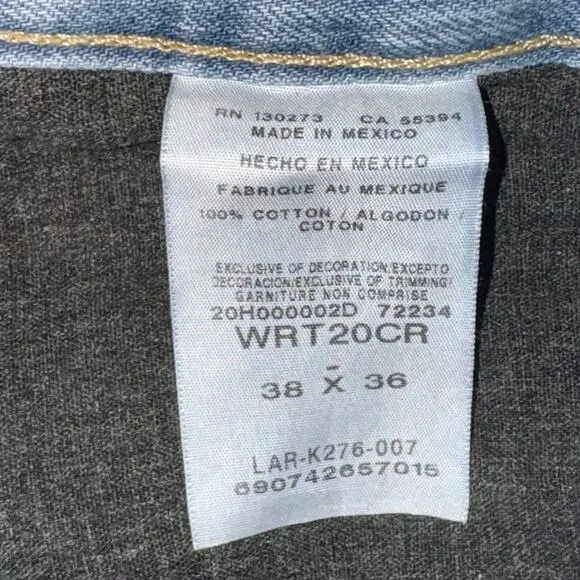 RN 130273 CA 55394
MADE IN MEXICO
HECHO EN MEXICO
FABRIQUE AU MEXIQUE
100% COTTON / ALGODON /
COTON
EXCLUSIVE OF DECORATION/EXCEPTO
DECORACION/EXCLUSIVE OF TRIMMING/
GARNITURE NON COMPRISE
20H000002D 72234
WRT20CR
38 X 36
LAR-K276-007
690742657015